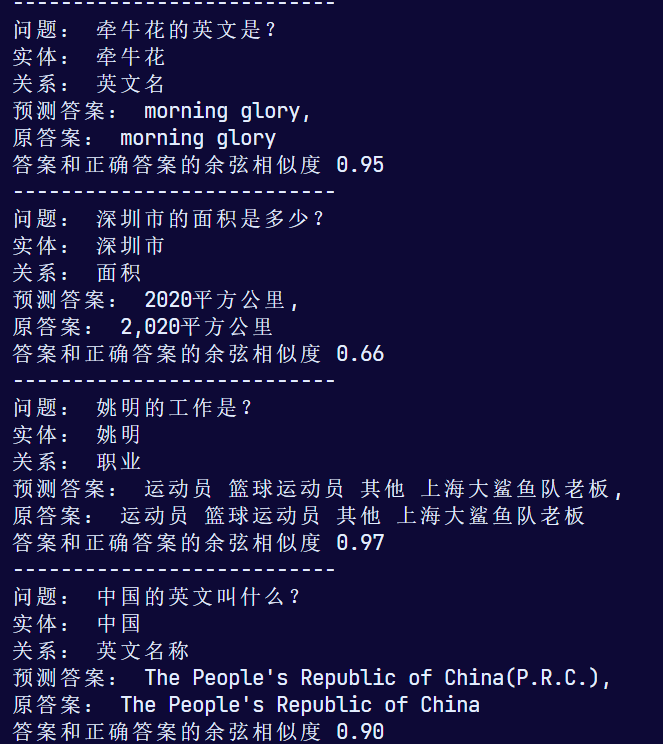 ---------------------------
问题： 牵牛花的英文是？
实体： 牵牛花
关系： 英文名
预测答案： morning glory,
原答案： morning glory
答案和正确答案的余弦相似度 0.95
---------------------------
问题： 深圳市的面积是多少？
实体： 深圳市
关系： 面积
预测答案： 2020平方公里,
原答案： 2,020平方公里
答案和正确答案的余弦相似度 0.66
---------------------------
问题： 姚明的工作是？
实体： 姚明
关系： 职业
预测答案： 运动员 篮球运动员 其他 上海大鲨鱼队老板,
原答案： 运动员 篮球运动员 其他 上海大鲨鱼队老板
答案和正确答案的余弦相似度 0.97
---------------------------
问题： 中国的英文叫什么？
实体： 中国
关系： 英文名称
预测答案： The People's Republic of China(P.R.C.),
原答案： The People's Republic of China
答案和正确答案的余弦相似度 0.90